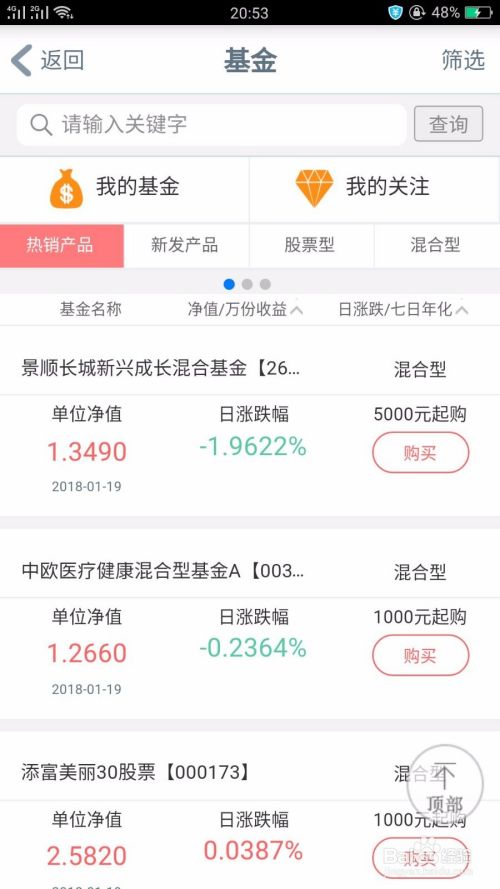 4G 2G 20:53 48%
返回 基金 筛选
请输入关键字 查询
我的基金 我的关注
热销产品 新发产品 股票型 混合型
基金名称 净值/万份收益 日涨跌/七日年化
景顺长城新兴成长混合基金【26... 混合型
单位净值 日涨跌幅 5000元起购
1.3490 -1.9622% 购买
2018-01-19
中欧医疗健康混合型基金A【003... 混合型
单位净值 日涨跌幅 1000元起购
1.2660 -0.2364% 购买
2018-01-19
添富美丽30股票【000173】 混合型
顶部
单位净值 日涨跌幅 1000元起购
2.5820 0.0387% 购买
Baidu经验